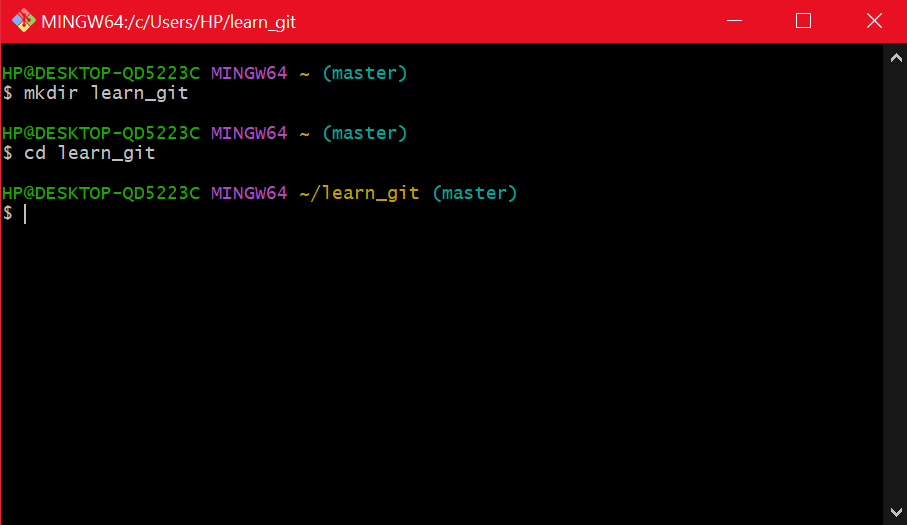 MINGW64:/c/Users/HP/learn_git
HP@DESKTOP-QD5223C MINGW64 ~ (master)
$ mkdir learn_git
HP@DESKTOP-QD5223C MINGW64 ~ (master)
$ cd learn_git
HP@DESKTOP-QD5223C MINGW64 ~/learn_git (master)
$